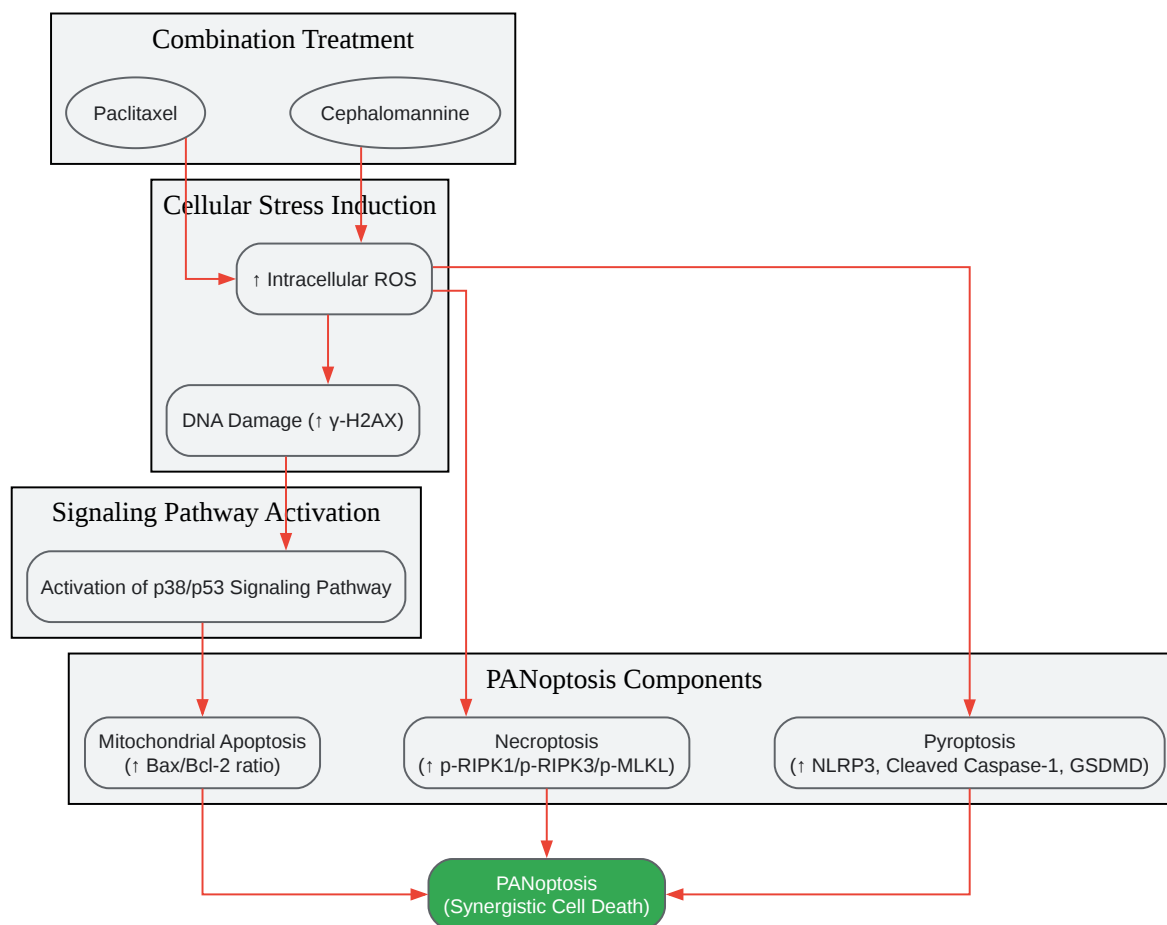 Combination Treatment
Paclitaxel
Cephalomannine
Cellular Stress Induction
↑ Intracellular ROS
DNA Damage (↑ γ-H2AX)
Signaling Pathway Activation
Activation of p38/p53 Signaling Pathway
PANoptosis Components
Mitochondrial Apoptosis
(↑ Bax/Bcl-2 ratio)
Necroptosis
(↑ p-RIPK1/p-RIPK3/p-MLKL)
Pyroptosis
(↑ NLRP3, Cleaved Caspase-1, GSDMD)
PANoptosis
(Synergistic Cell Death)